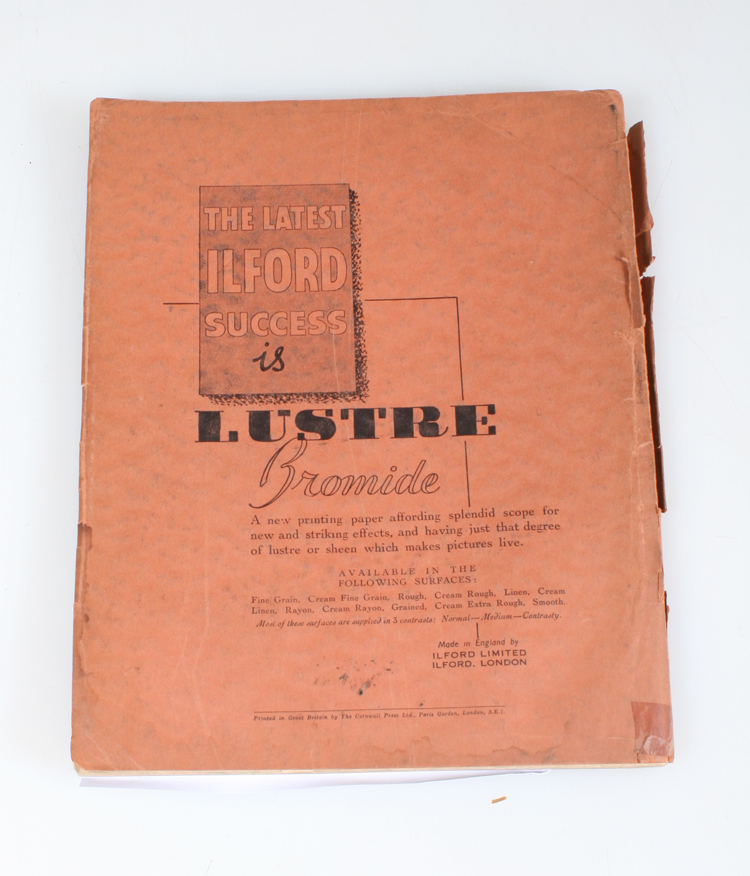 THE LATEST
ILFORD
SUCCESS
is
LUSTRE
Bromide
A new printing paper affording splendid scope for
new and striking effects, and having just that degree
of lustre or sheen which makes pictures live.
AVAILABLE IN THE
FOLLOWING SURFACES:
Fine Grain, Cream Fine Grain, Rough, Cream Rough, Linen, Cream
Linen, Rayon, Cream Rayon, Grained, Cream Extra Rough, Smooth.
Most of these surfaces are supplied in 3 contrasts: Normal—Medium—Contrasty.
Made in England by
ILFORD LIMITED
ILFORD, LONDON
Printed in Great Britain by The Cornwall Press Ltd., Paris Garden, London, S.E.1.